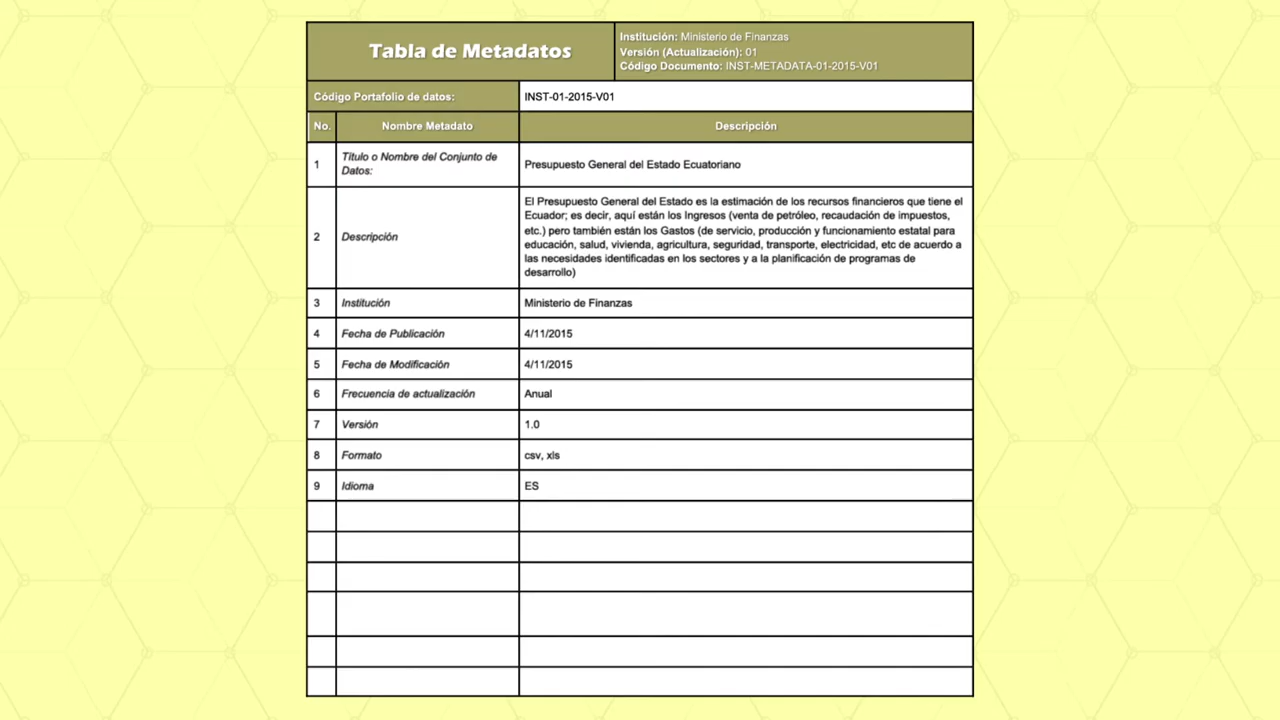 Tabla de Metadatos
Institución: Ministerio de Finanzas
Versión (Actualización): 01
Código Documento: INST-METADATA-01-2015-V01
Código Portafolio de datos: INST-01-2015-V01
No. Nombre Metadato Descripción
1 Título o Nombre del Conjunto de
Datos: Presupuesto General del Estado Ecuatoriano
2 Descripción
El Presupuesto General del Estado es la estimación de los recursos financieros que tiene el
Ecuador; es decir, aquí están los Ingresos (venta de petróleo, recaudación de impuestos,
etc.) pero también están los Gastos (de servicio, producción y funcionamiento estatal para
educación, salud, vivienda, agricultura, seguridad, transporte, electricidad, etc de acuerdo a
las necesidades identificadas en los sectores y a la planificación de programas de
desarrollo)
3 Institución Ministerio de Finanzas
4 Fecha de Publicación 4/11/2015
5 Fecha de Modificación 4/11/2015
6 Frecuencia de actualización Anual
7 Versión 1.0
8 Formato csv, xls
9 Idioma ES